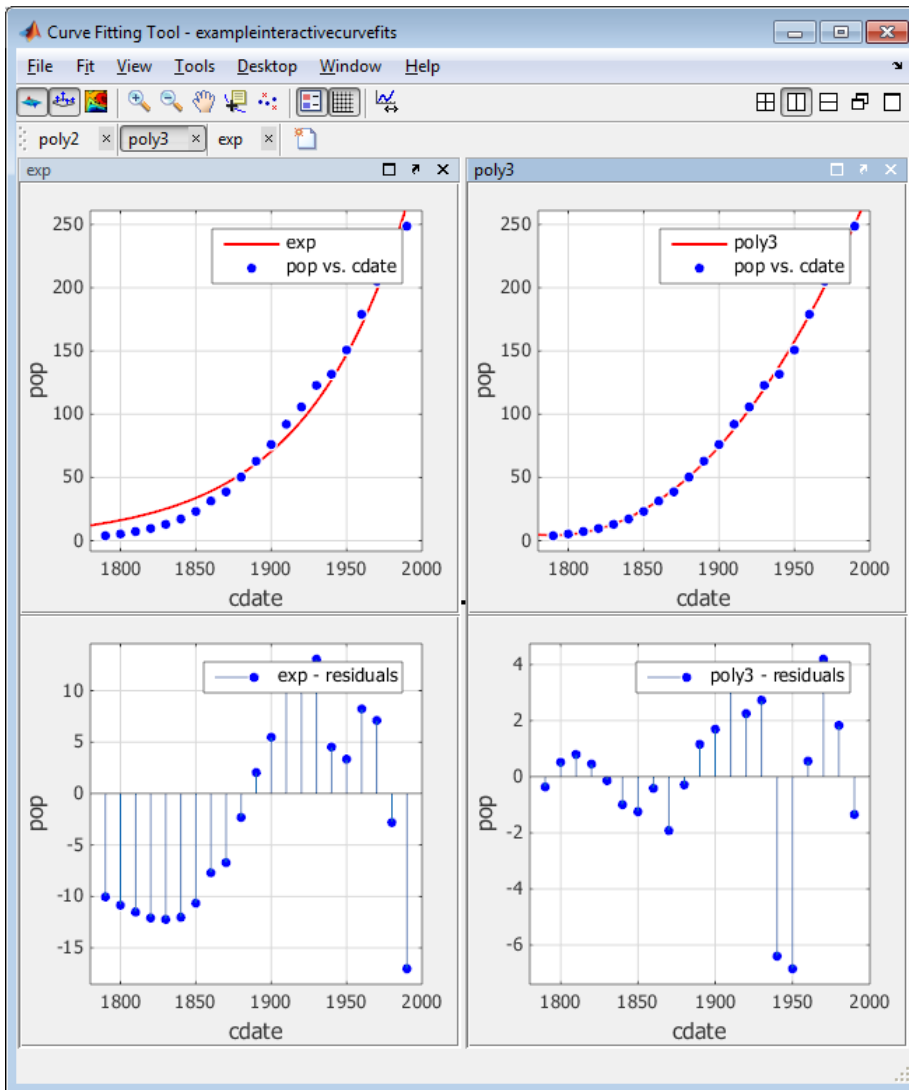 Curve Fitting Tool - exampleinteractivecurvefits
File Fit View Tools Desktop Window Help
poly2 × poly3 × exp ×
exp
250
200
150
100
50
0
pop
exp
pop vs. cdate
1800 1850 1900 1950 2000
cdate
10
5
0
-5
-10
-15
pop
exp - residuals
1800 1850 1900 1950 2000
cdate
poly3
250
200
150
100
50
0
pop
poly3
pop vs. cdate
1800 1850 1900 1950 2000
cdate
4
2
0
-2
-4
-6
pop
poly3 - residuals
1800 1850 1900 1950 2000
cdate